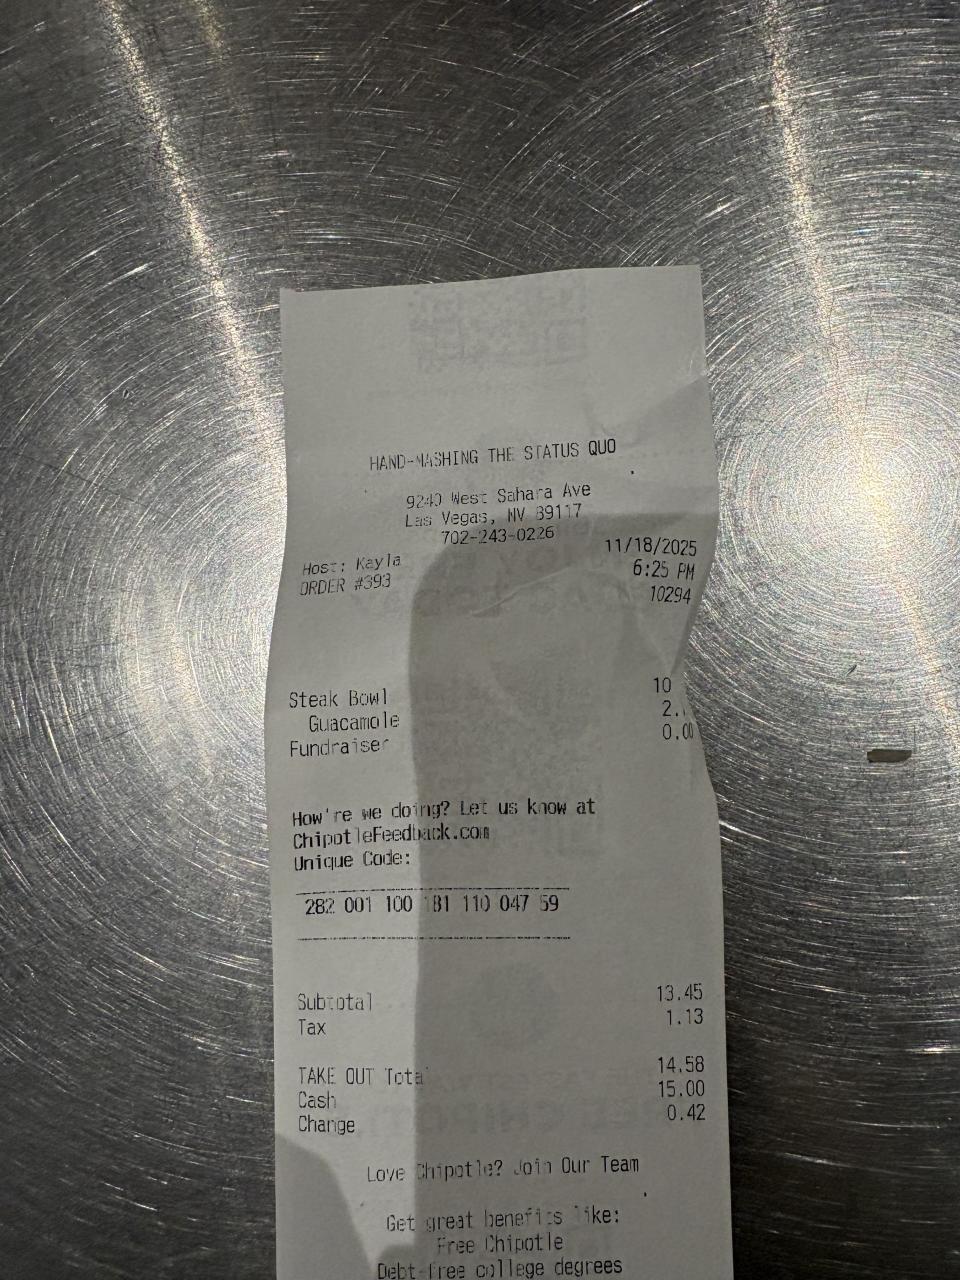 HAND-MASHING THE STATUS QUO
9240 West Sahara Ave
Las Vegas, NV 89117
702-243-0226
Host: Kayla 11/18/2025
ORDER #393 6:25 PM
10294
Steak Bowl 10
Guacamole 2.
Fundraiser 0.00
How're we doing? Let us know at
ChipotleFeedback.com
Unique Code:
282 001 100 110 047 59
Subtotal 13.45
Tax 1.13
TAKE OUT Total 14.58
Cash 15.00
Change 0.42
Love Chipotle? Join Our Team
Get great benefits like:
Free Chipotle
Debt-free college degrees